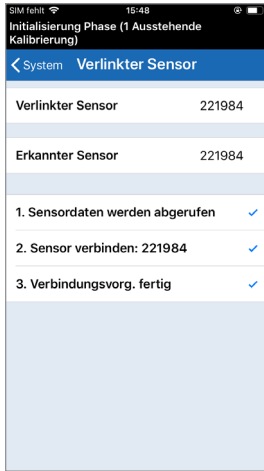 SIM fehlt 15:48
Initialisierung Phase (1 Ausstehende
Kalibrierung)
System Verlinkter Sensor
Verlinkter Sensor 221984
Erkannter Sensor 221984
1. Sensordaten werden abgerufen
2. Sensor verbinden: 221984
3. Verbindungsvorg. fertig